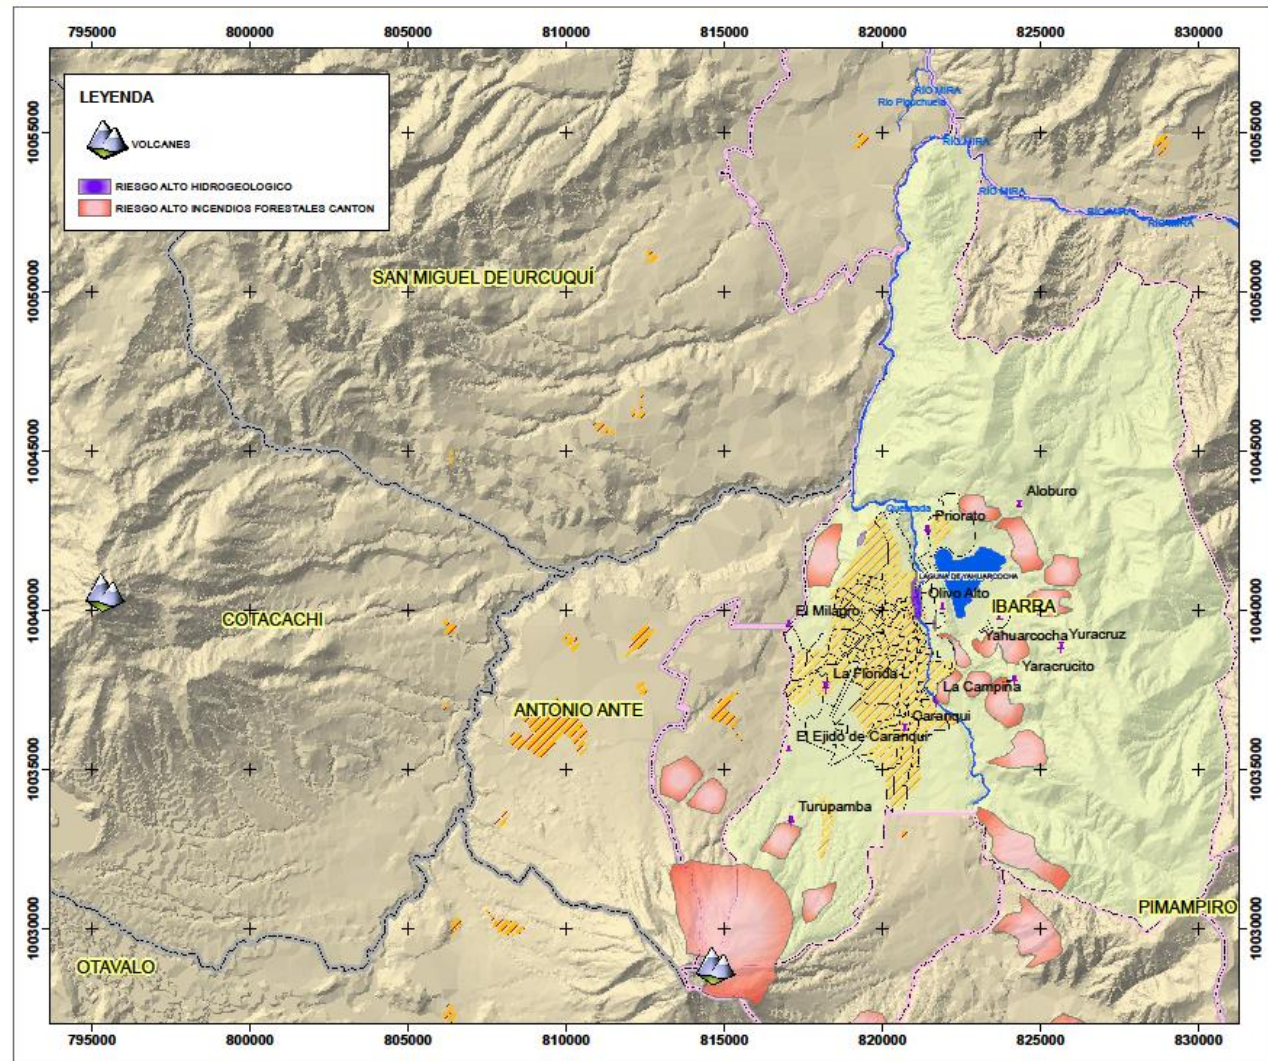 795000 800000 805000 810000 815000 820000 825000 830000
LEYENDA
VOLCANES
RIESGO ALTO HIDROGEOLOGICO
RIESGO ALTO INCENDIOS FORESTALES CANTON
RIO MIRA
10055000 10055000
RIO MIRA
RIO MIRA
RIO MIRA
RIO MIRA
SAN MIGUEL DE URCUQUÍ
10050000 10050000
10045000 10045000
Aloburo
Priorato
LAGUNA DE YAHUARCOCHA
Olivo Alto
10040000 10040000
El Milagro
IBARRA
COTACACHI
Yahuarcocha Yuracruz
Yaracrucito
La Florida
La Campiña
ANTONIO ANTE
Caranqui
El Ejido de Caranqui
10035000 10035000
Turupamba
PIMAMPIRO
10030000 10030000
OTAVALO
795000 800000 805000 810000 815000 820000 825000 830000